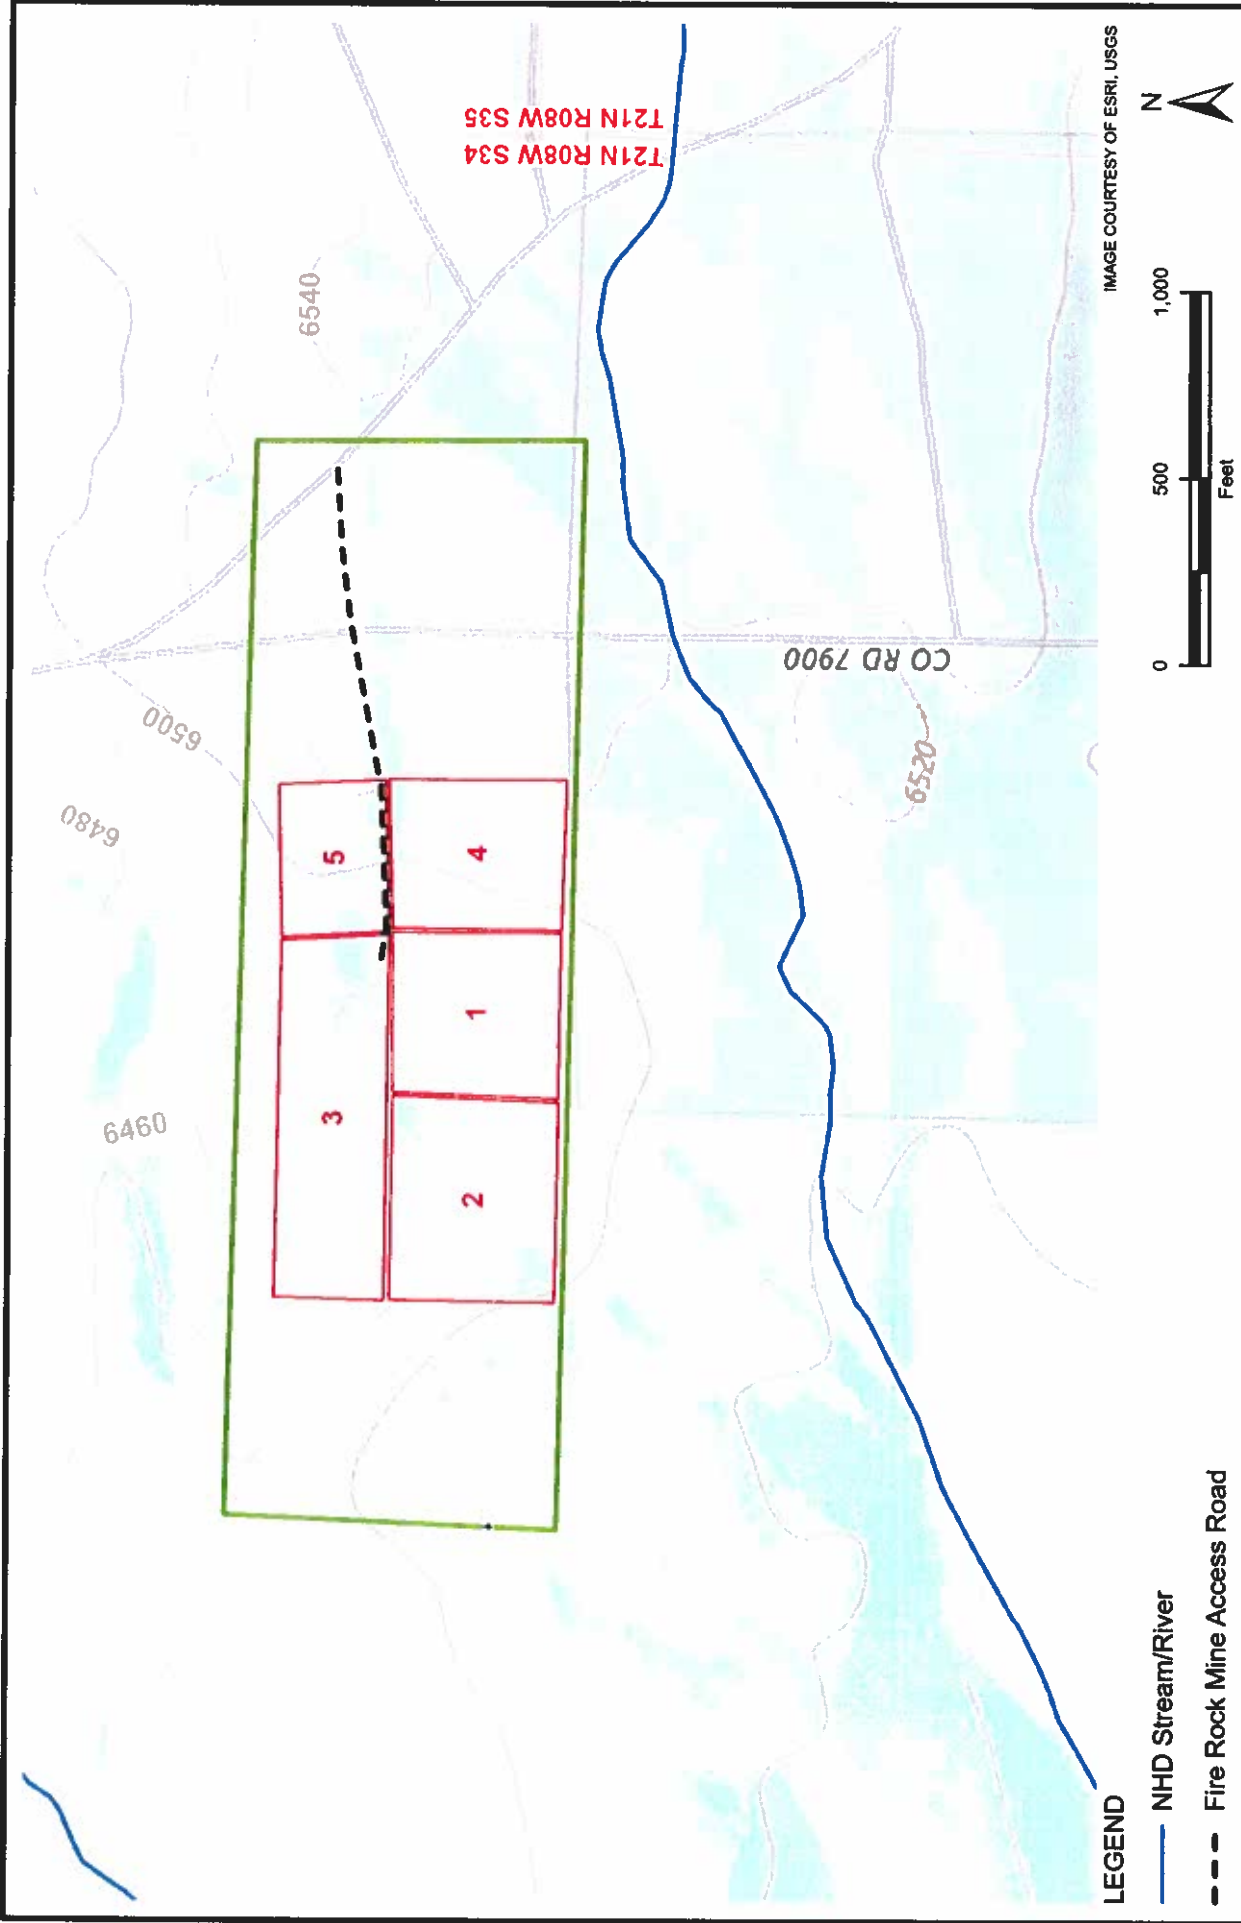 T21N R08W S34
T21N R08W S35
6540
6500
6480
6460
6520
CO RD 7900
5
4
3
1
2
IMAGE COURTESY OF ESRI, USGS
N
0 500 1,000
Feet
LEGEND
NHD Stream/River
Fire Rock Mine Access Road